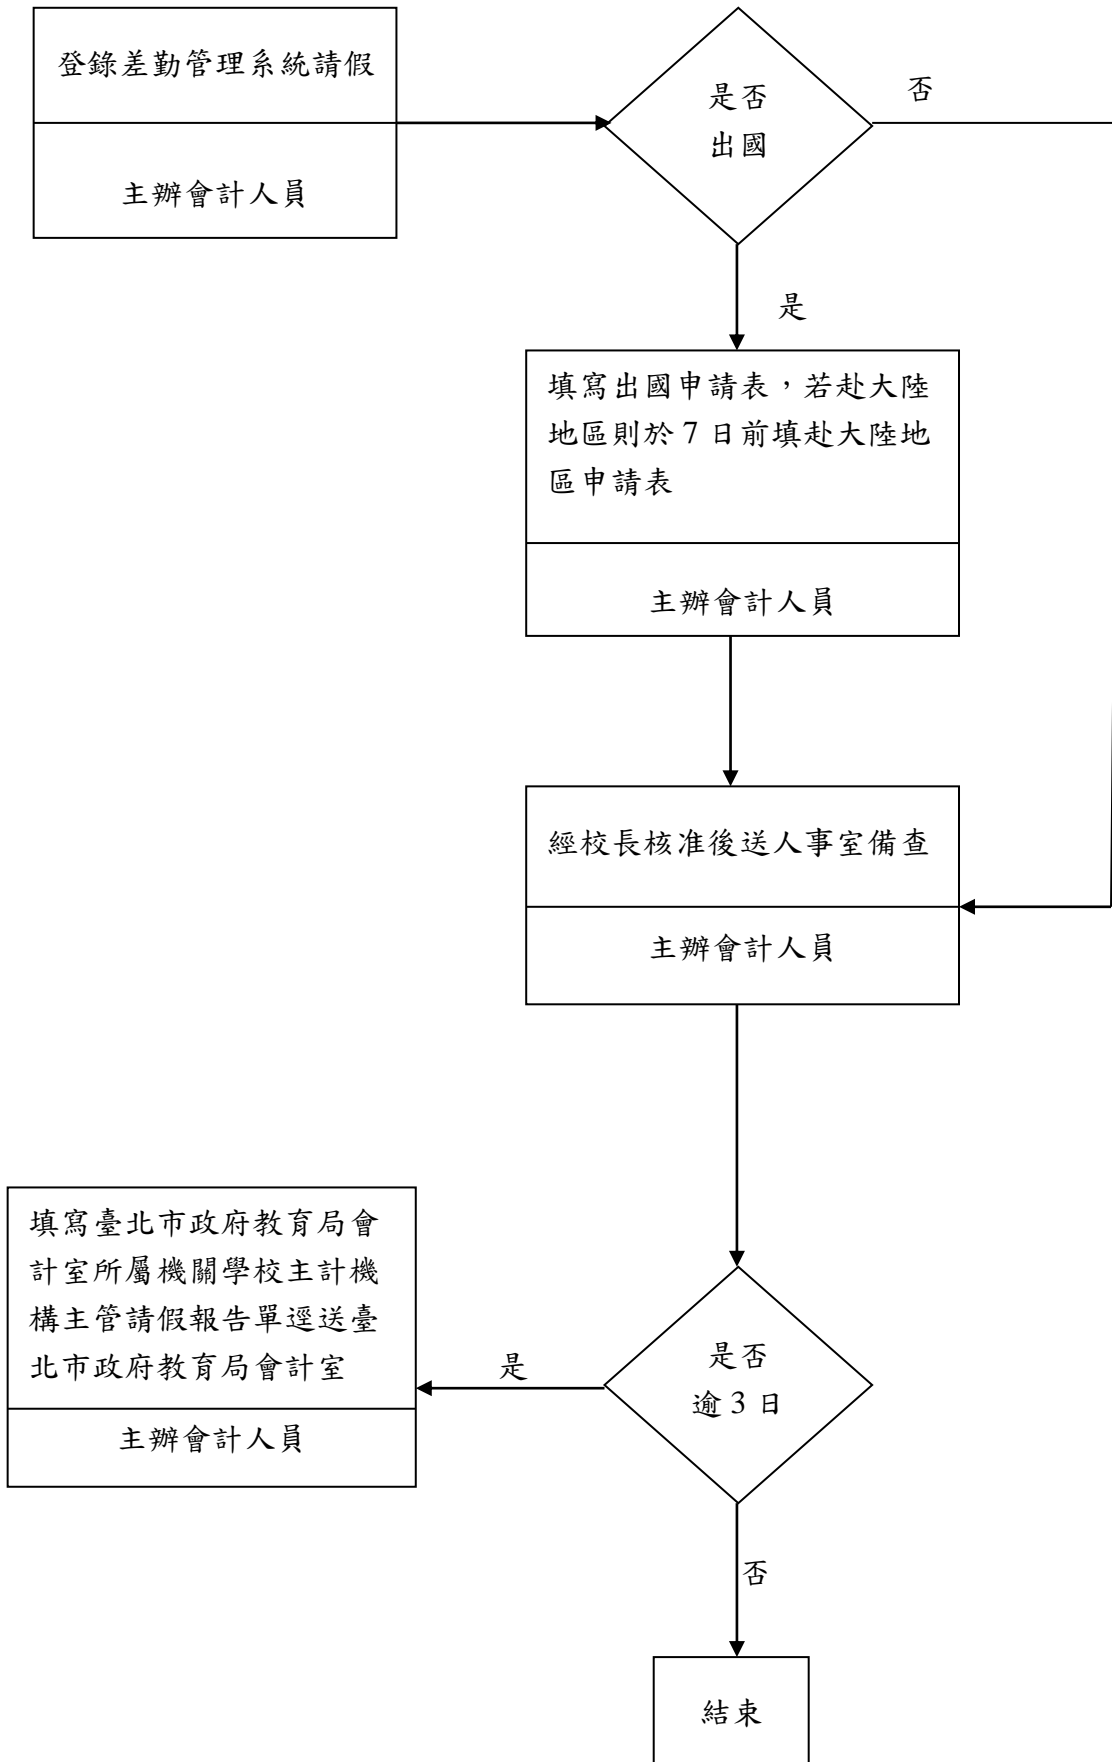 登錄差勤管理系統請假
主辦會計人員
是否
出國
否
是
填寫出國申請表，若赴大陸
地區則於 7 日前填赴大陸地
區申請表
主辦會計人員
經校長核准後送人事室備查
主辦會計人員
填寫臺北市政府教育局會
計室所屬機關學校主計機
構主管請假報告單逕送臺
北市政府教育局會計室
主辦會計人員
是
是否
逾 3 日
否
結束